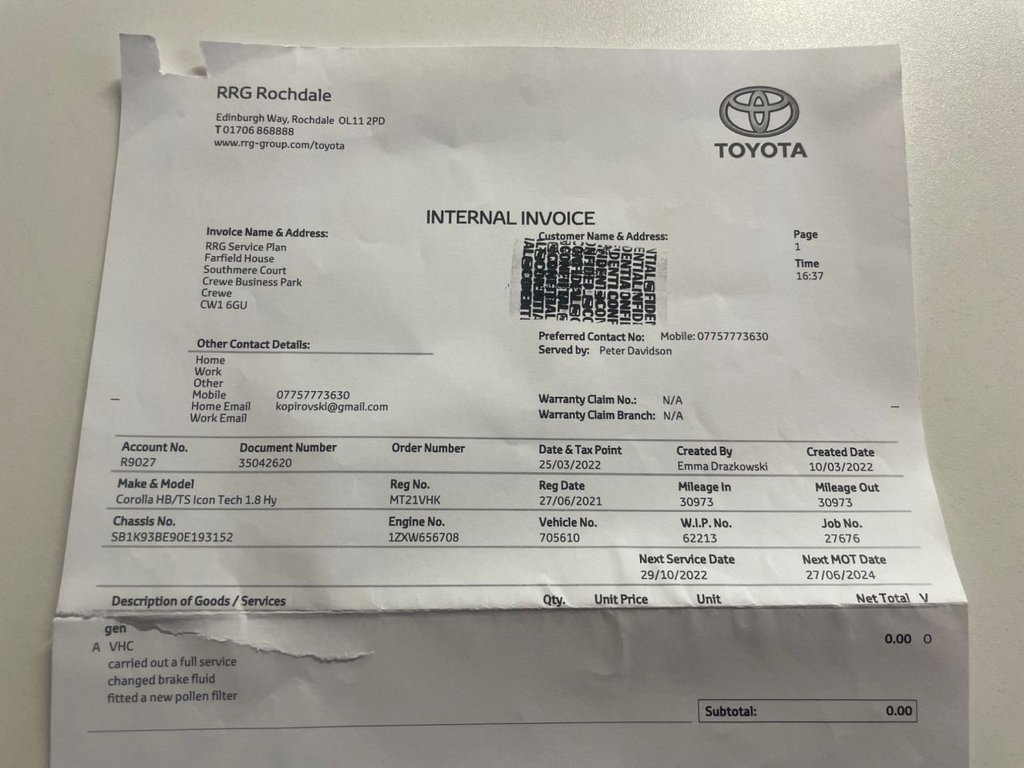 RRG Rochdale
Edinburgh Way, Rochdale OL11 2PD
T 01706 868888
www.rrg-group.com/toyota
TOYOTA
INTERNAL INVOICE
Invoice Name & Address:
RRG Service Plan
Farfield House
Southmere Court
Crewe Business Park
Crewe
CW1 6GU
Customer Name & Address:
Page
1
Time
16:37
Preferred Contact No: Mobile: 07757773630
Served by: Peter Davidson
Other Contact Details:
Home
Work
Other
Mobile 07757773630
Home Email kopirovski@gmail.com
Work Email
Warranty Claim No.: N/A
Warranty Claim Branch: N/A
Account No. Document Number Order Number Date & Tax Point Created By Created Date
R9027 35042620 25/03/2022 Emma Drazkowski 10/03/2022
Make & Model Reg No. Reg Date Mileage In Mileage Out
Corolla HB/TS Icon Tech 1.8 Hy MT21VHK 27/06/2021 30973 30973
Chassis No. Engine No. Vehicle No. W.I.P. No. Job No.
SB1K93BE90E193152 1ZXW656708 705610 62213 27676
Next Service Date Next MOT Date
29/10/2022 27/06/2024
Description of Goods / Services Qty. Unit Price Unit Net Total V
gen
A VHC 0.00 O
carried out a full service
changed brake fluid
fitted a new pollen filter
Subtotal: 0.00